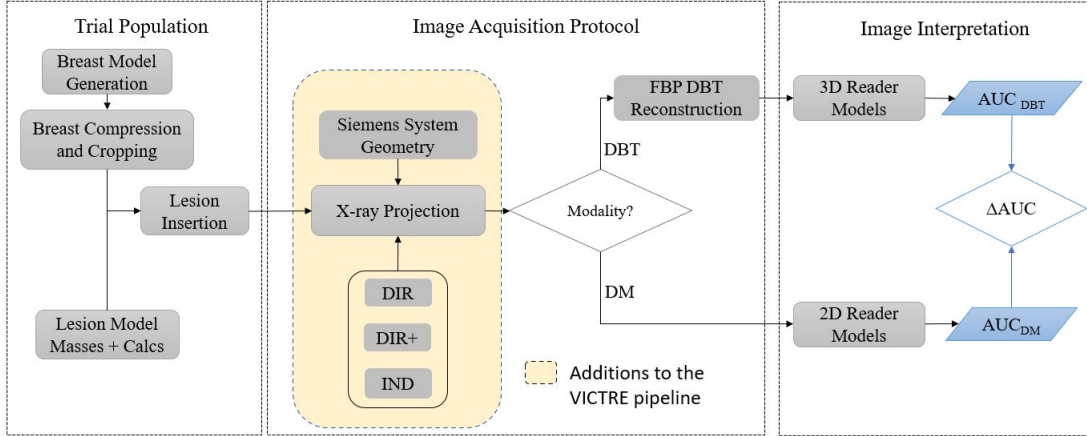 Trial Population
Breast Model
Generation
Breast Compression
and Cropping
Lesion
Insertion
Lesion Model
Masses + Calcs
Image Acquisition Protocol
Siemens System
Geometry
X-ray Projection
DIR
DIR+
IND
FBP DBT
Reconstruction
DBT
Modality?
DM
Additions to the
VICTRE pipeline
Image Interpretation
3D Reader
Models
AUC DBT
ΔAUC
2D Reader
Models
AUCDM